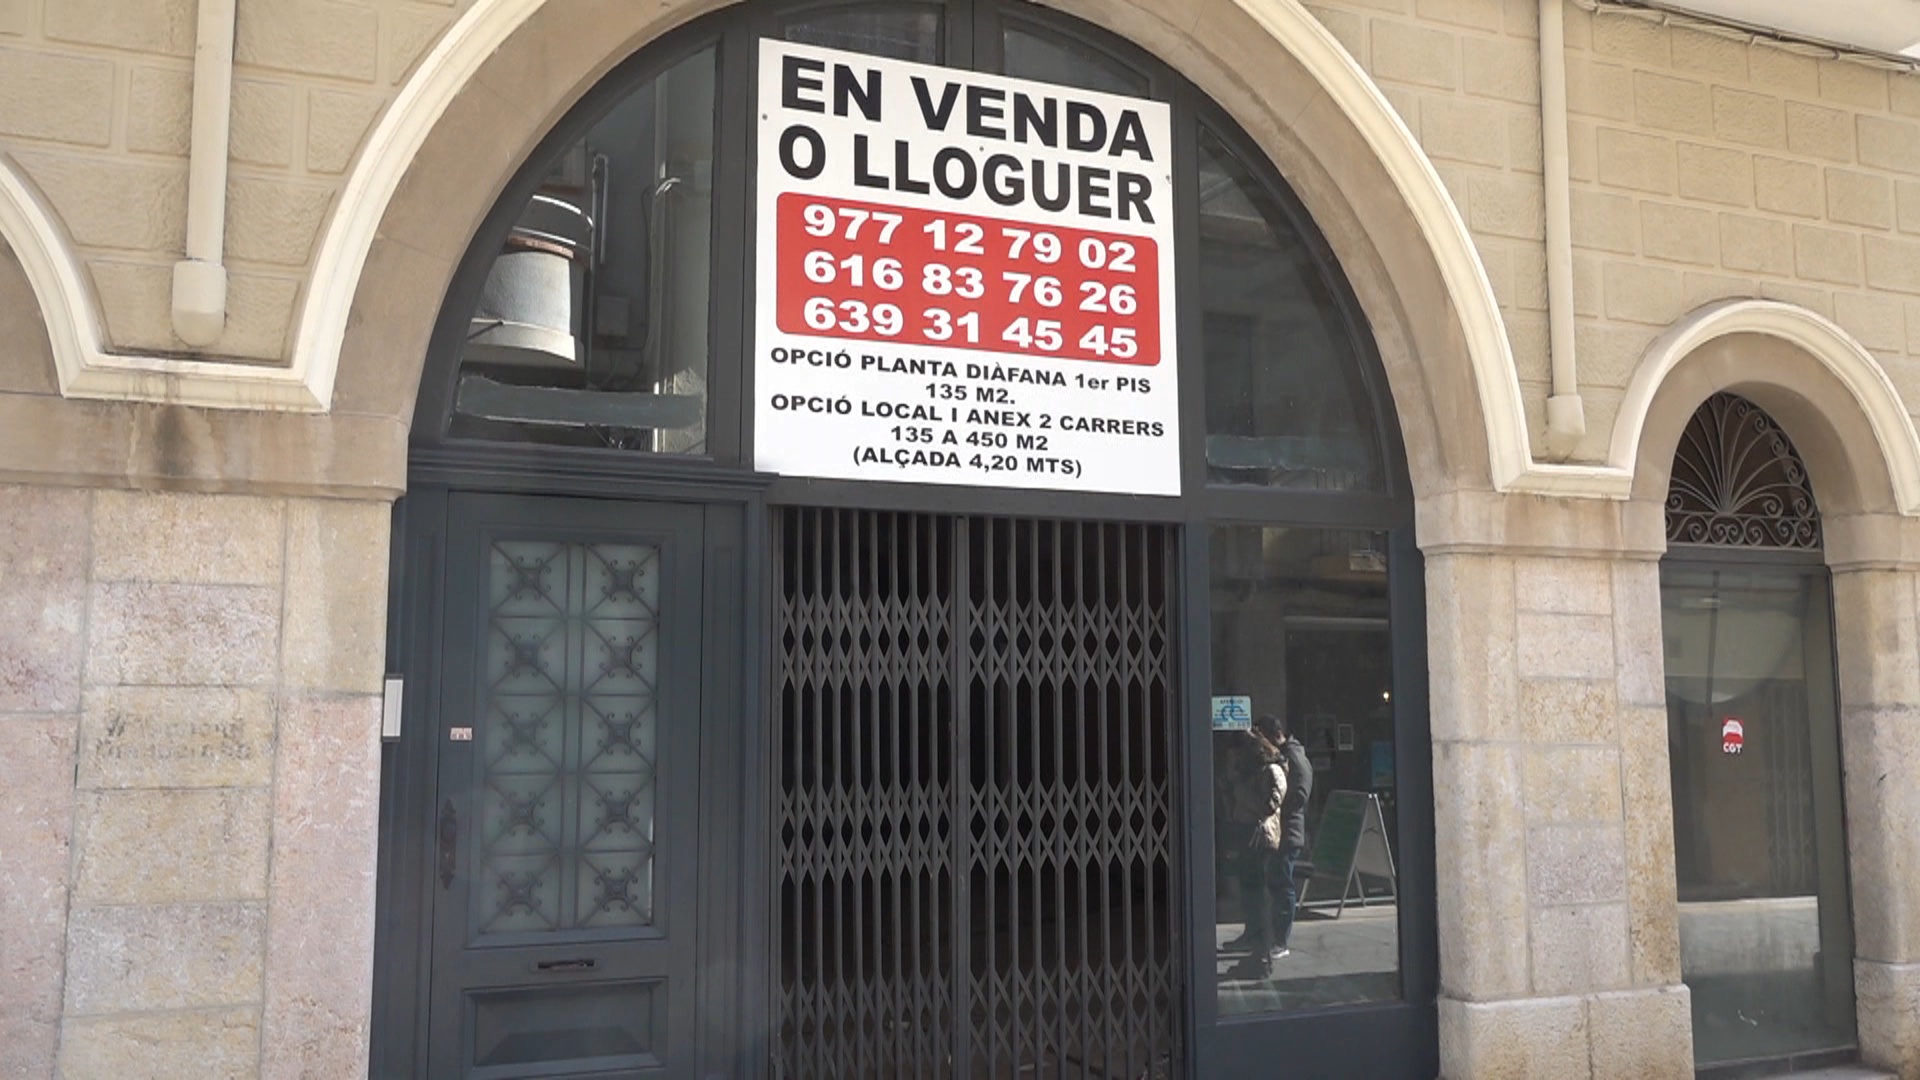 EN VENDA
O LLOGUER
977 12 79 02
616 83 76 26
639 31 45 45
OPCIÓ PLANTA DIÀFANA 1er PIS
135 M2.
OPCIÓ LOCAL I ANEX 2 CARRERS
135 A 450 M2
(ALÇADA 4,20 MTS)
CGT